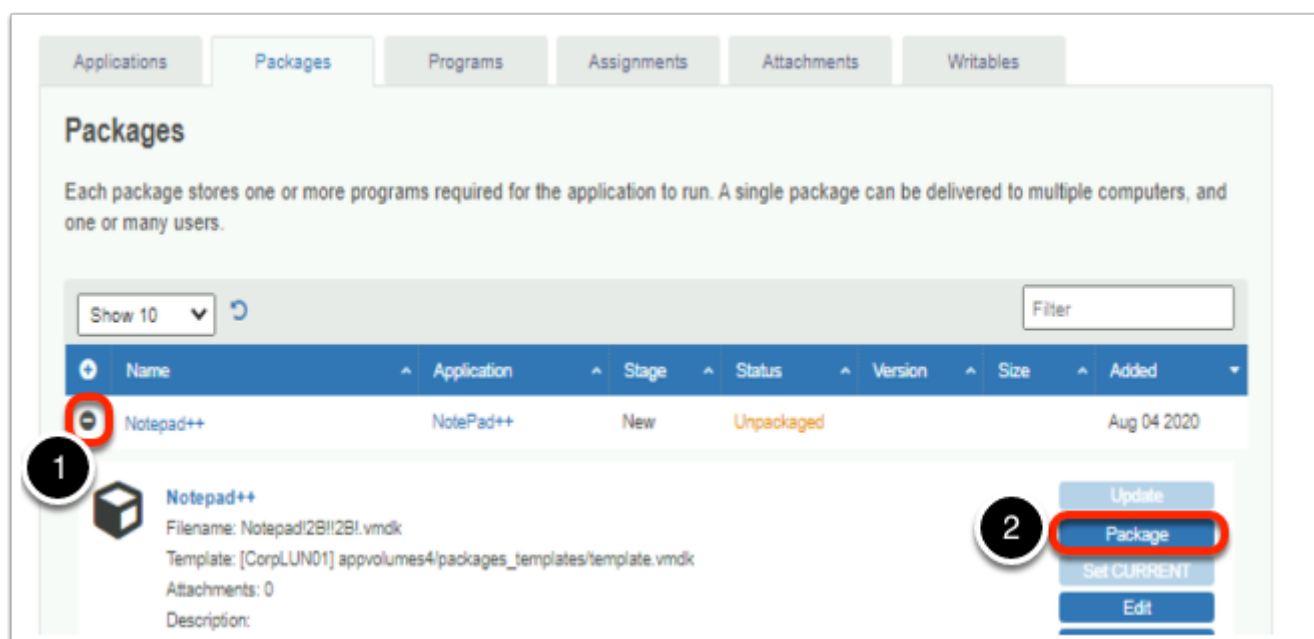 Applications Packages Programs Assignments Attachments Writables
Packages
Each package stores one or more programs required for the application to run. A single package can be delivered to multiple computers, and
one or many users.
Show 10 Filter
Name Application Stage Status Version Size Added
Notepad++ NotePad++ New Unpackaged Aug 04 2020
1
Notepad++ Update
Filename: Notepad!2B!!2B!.vmdk
2 Package
Template: [CorpLUN01] appvolumes4/packages_templates/template.vmdk
Set CURRENT
Attachments: 0
Edit
Description: